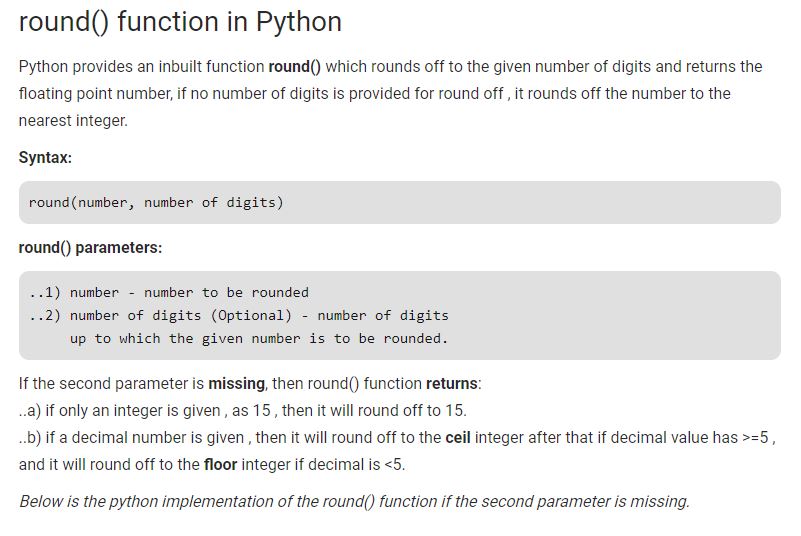 round() function in Python
Python provides an inbuilt function round() which rounds off to the given number of digits and returns the
floating point number, if no number of digits is provided for round off , it rounds off the number to the
nearest integer.
Syntax:
round(number, number of digits)
round() parameters:
..1) number - number to be rounded
..2) number of digits (Optional) - number of digits
up to which the given number is to be rounded.
If the second parameter is missing, then round() function returns:
..a) if only an integer is given , as 15 , then it will round off to 15.
..b) if a decimal number is given , then it will round off to the ceil integer after that if decimal value has >=5 ,
and it will round off to the floor integer if decimal is <5.
Below is the python implementation of the round() function if the second parameter is missing.